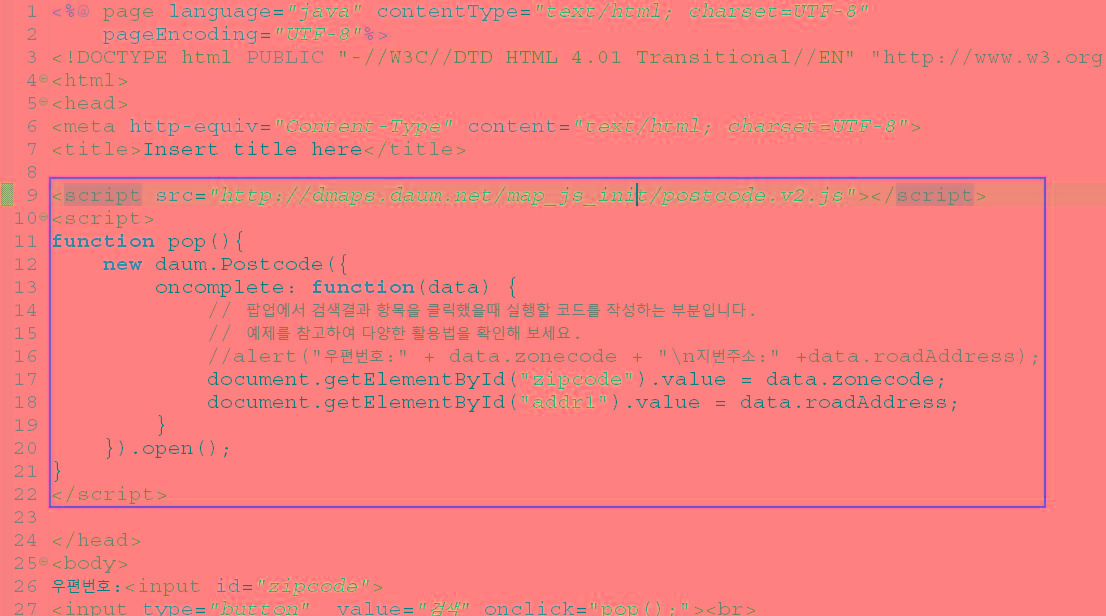 1 <%@ page language="java" contentType="text/html; charset=UTF-8"
2 pageEncoding="UTF-8"%>
3 <!DOCTYPE html PUBLIC "-//W3C//DTD HTML 4.01 Transitional//EN" "http://www.w3.org
4 <html>
5 <head>
6 <meta http-equiv="Content-Type" content="text/html; charset=UTF-8">
7 <title>Insert title here</title>
8
9 <script src="http://dmaps.daum.net/map_js_init/postcode.v2.js"></script>
10 <script>
11 function pop(){
12 new daum.Postcode({
13 oncomplete: function(data) {
14 // 팝업에서 검색결과 항목을 클릭했을때 실행할 코드를 작성하는 부분입니다.
15 // 예제를 참고하여 다양한 활용법을 확인해 보세요.
16 //alert("우편번호:" + data.zonecode + "\n지번주소:" +data.roadAddress);
17 document.getElementById("zipcode").value = data.zonecode;
18 document.getElementById("addr1").value = data.roadAddress;
19 }
20 }).open();
21 }
22 </script>
23
24 </head>
25 <body>
26 우편번호:<input id="zipcode">
27 <input type="button" value="검색" onclick="pop();"><br>